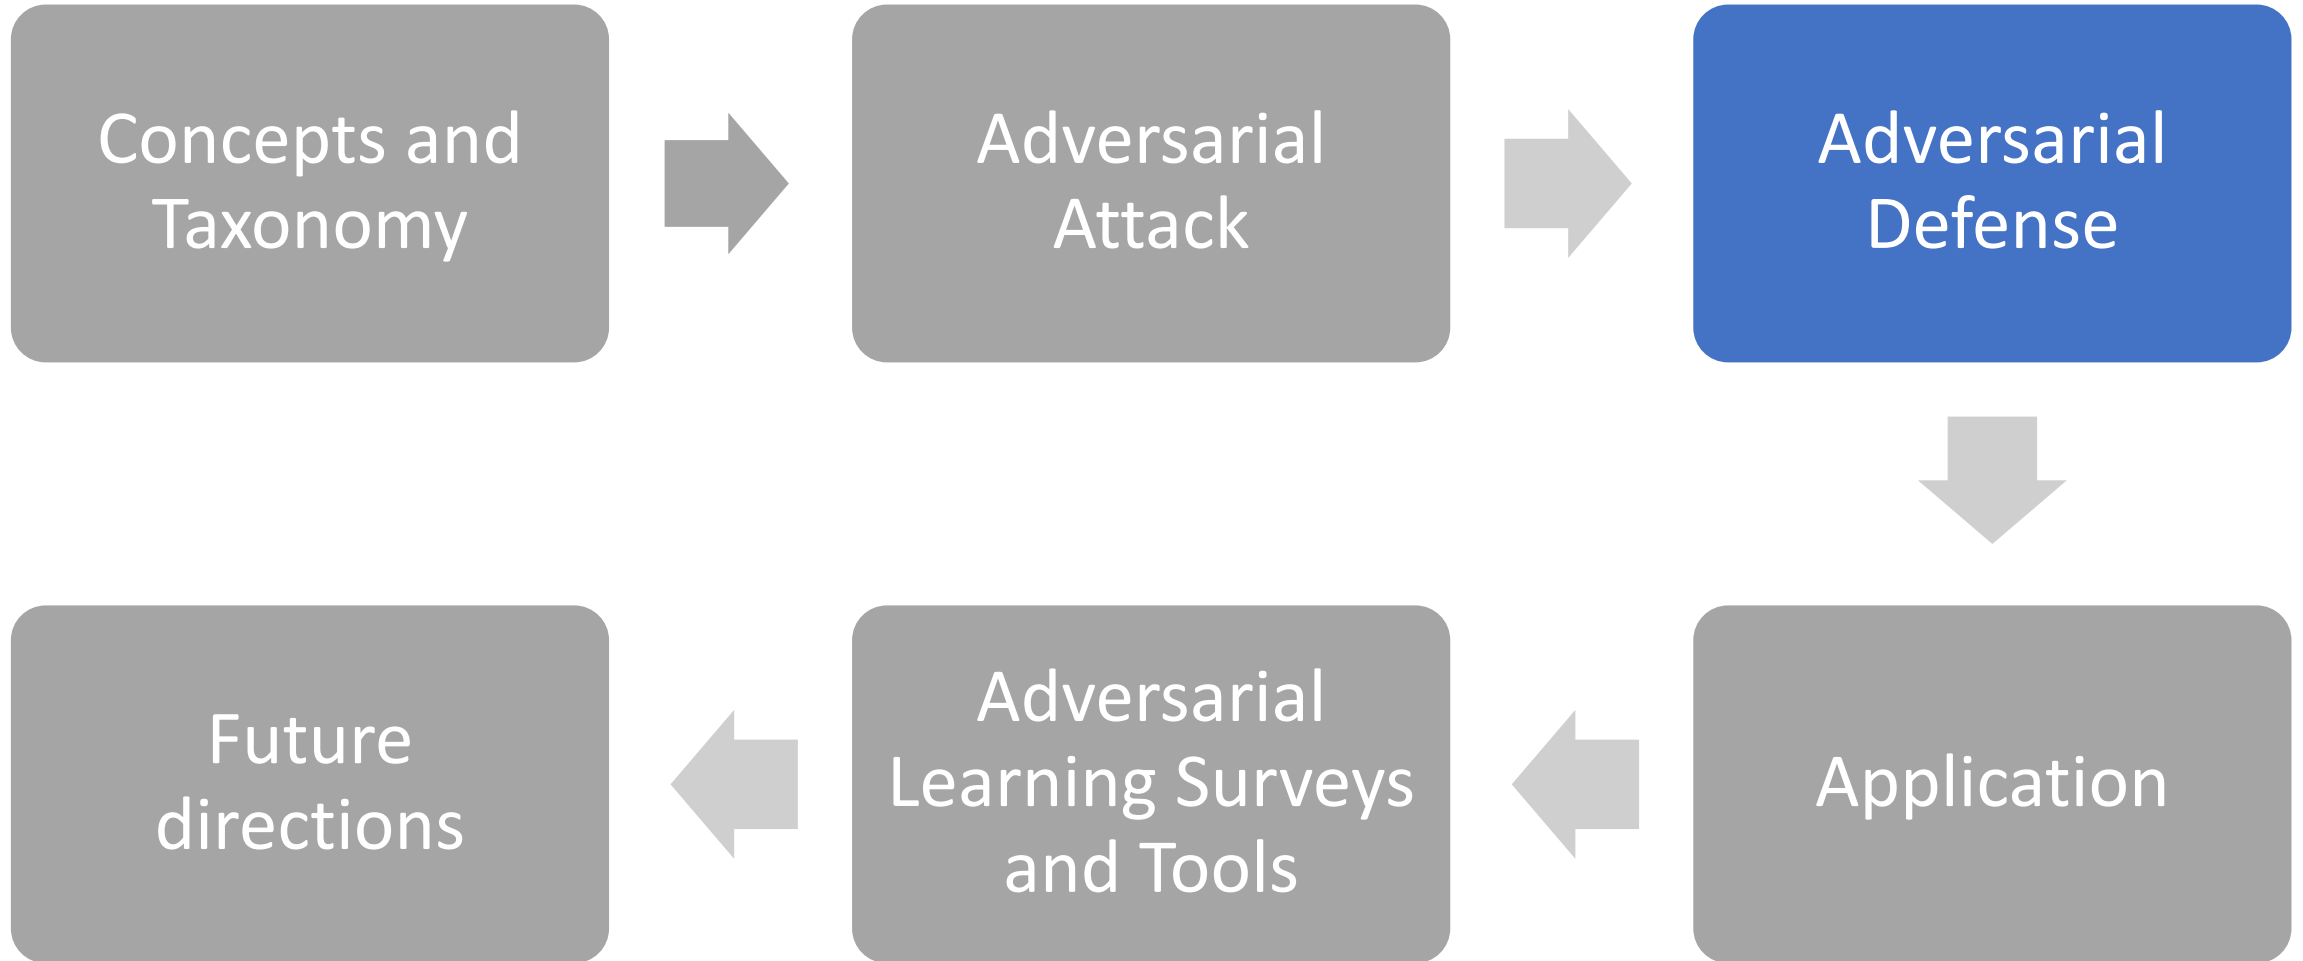 Concepts and
Taxonomy
Adversarial
Attack
Adversarial
Defense
Future
directions
Adversarial
Learning Surveys
and Tools
Application